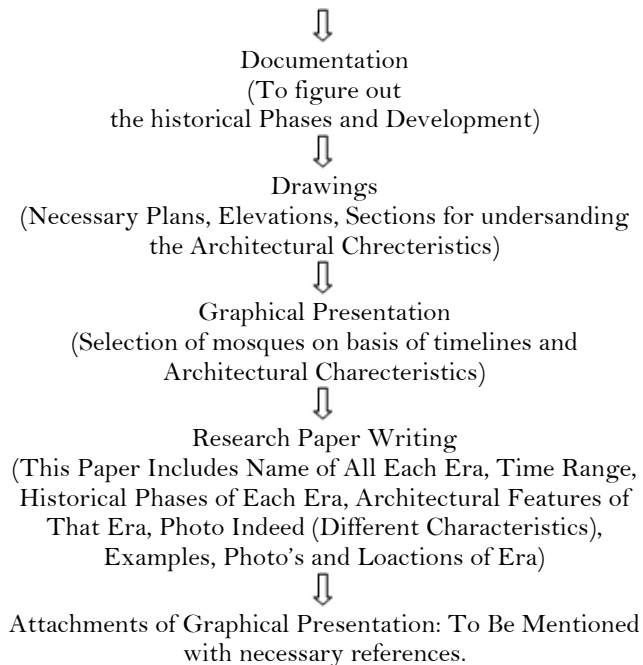 Documentation
(To figure out
the historical Phases and Development)
Drawings
(Necessary Plans, Elevations, Sections for undersanding
the Architectural Chrecteristics)
Graphical Presentation
(Selection of mosques on basis of timelines and
Architectural Charecteristics)
Research Paper Writing
(This Paper Includes Name of All Each Era, Time Range,
Historical Phases of Each Era, Architectural Features of
That Era, Photo Indeed (Different Characteristics),
Examples, Photo's and Loactions of Era)
Attachments of Graphical Presentation: To Be Mentioned
with necessary references.